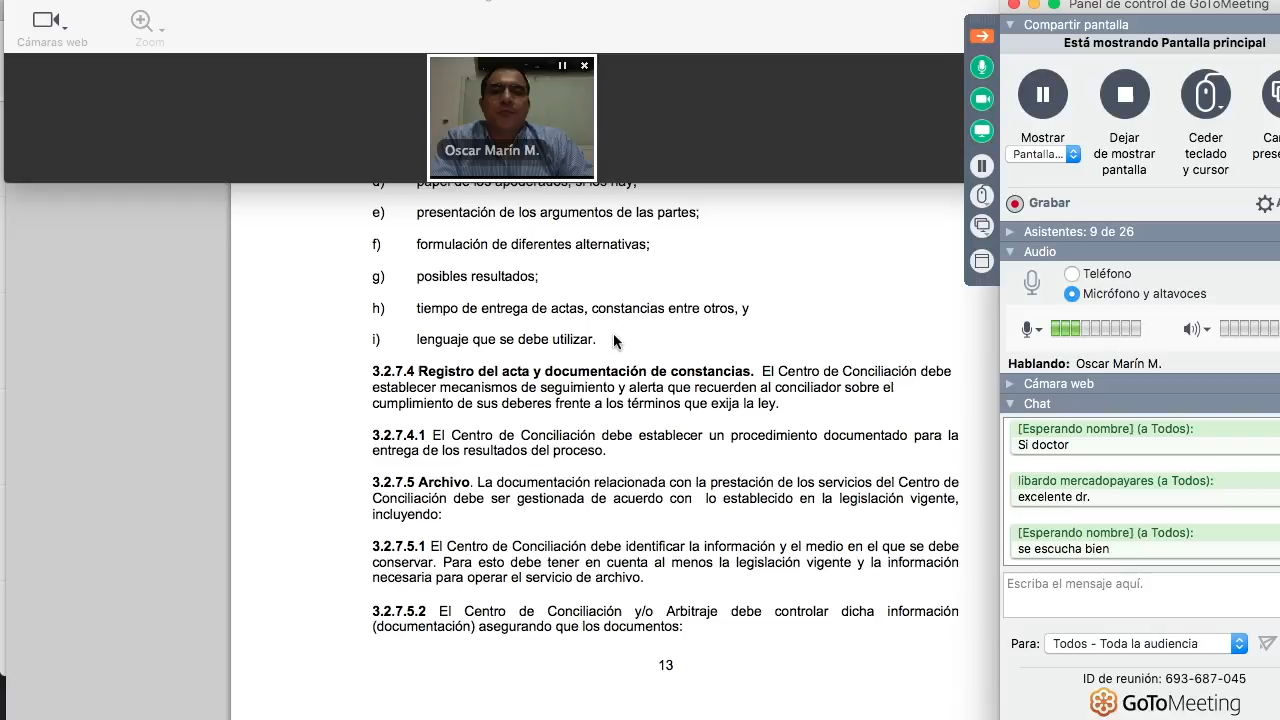 Panel de control de GoToMeeting
Cámaras web
Zoom
Compartir pantalla
Está mostrando Pantalla principal
Oscar Marín M.
Mostrar
Dejar
de mostrar
pantalla
Ceder
teclado
y cursor
Pantalla...
Grabar
Asistentes: 9 de 26
Audio
Teléfono
Micrófono y altavoces
Hablando: Oscar Marín M.
Cámara web
Chat
[Esperando nombre] (a Todos):
Si doctor
libardo mercadopayares (a Todos):
excelente dr.
[Esperando nombre] (a Todos):
se escucha bien
Escriba el mensaje aquí.
Para: Todos - Toda la audiencia
ID de reunión: 693-687-045
GoToMeeting
d) papel de los apoderados, si los hay;
e) presentación de los argumentos de las partes;
f) formulación de diferentes alternativas;
g) posibles resultados;
h) tiempo de entrega de actas, constancias entre otros, y
i) lenguaje que se debe utilizar.
3.2.7.4 Registro del acta y documentación de constancias. El Centro de Conciliación debe
establecer mecanismos de seguimiento y alerta que recuerden al conciliador sobre el
cumplimiento de sus deberes frente a los términos que exija la ley.
3.2.7.4.1 El Centro de Conciliación debe establecer un procedimiento documentado para la
entrega de los resultados del proceso.
3.2.7.5 Archivo. La documentación relacionada con la prestación de los servicios del Centro de
Conciliación debe ser gestionada de acuerdo con lo establecido en la legislación vigente,
incluyendo:
3.2.7.5.1 El Centro de Conciliación debe identificar la información y el medio en el que se debe
conservar. Para esto debe tener en cuenta al menos la legislación vigente y la información
necesaria para operar el servicio de archivo.
3.2.7.5.2 El Centro de Conciliación y/o Arbitraje debe controlar dicha información
(documentación) asegurando que los documentos:
13